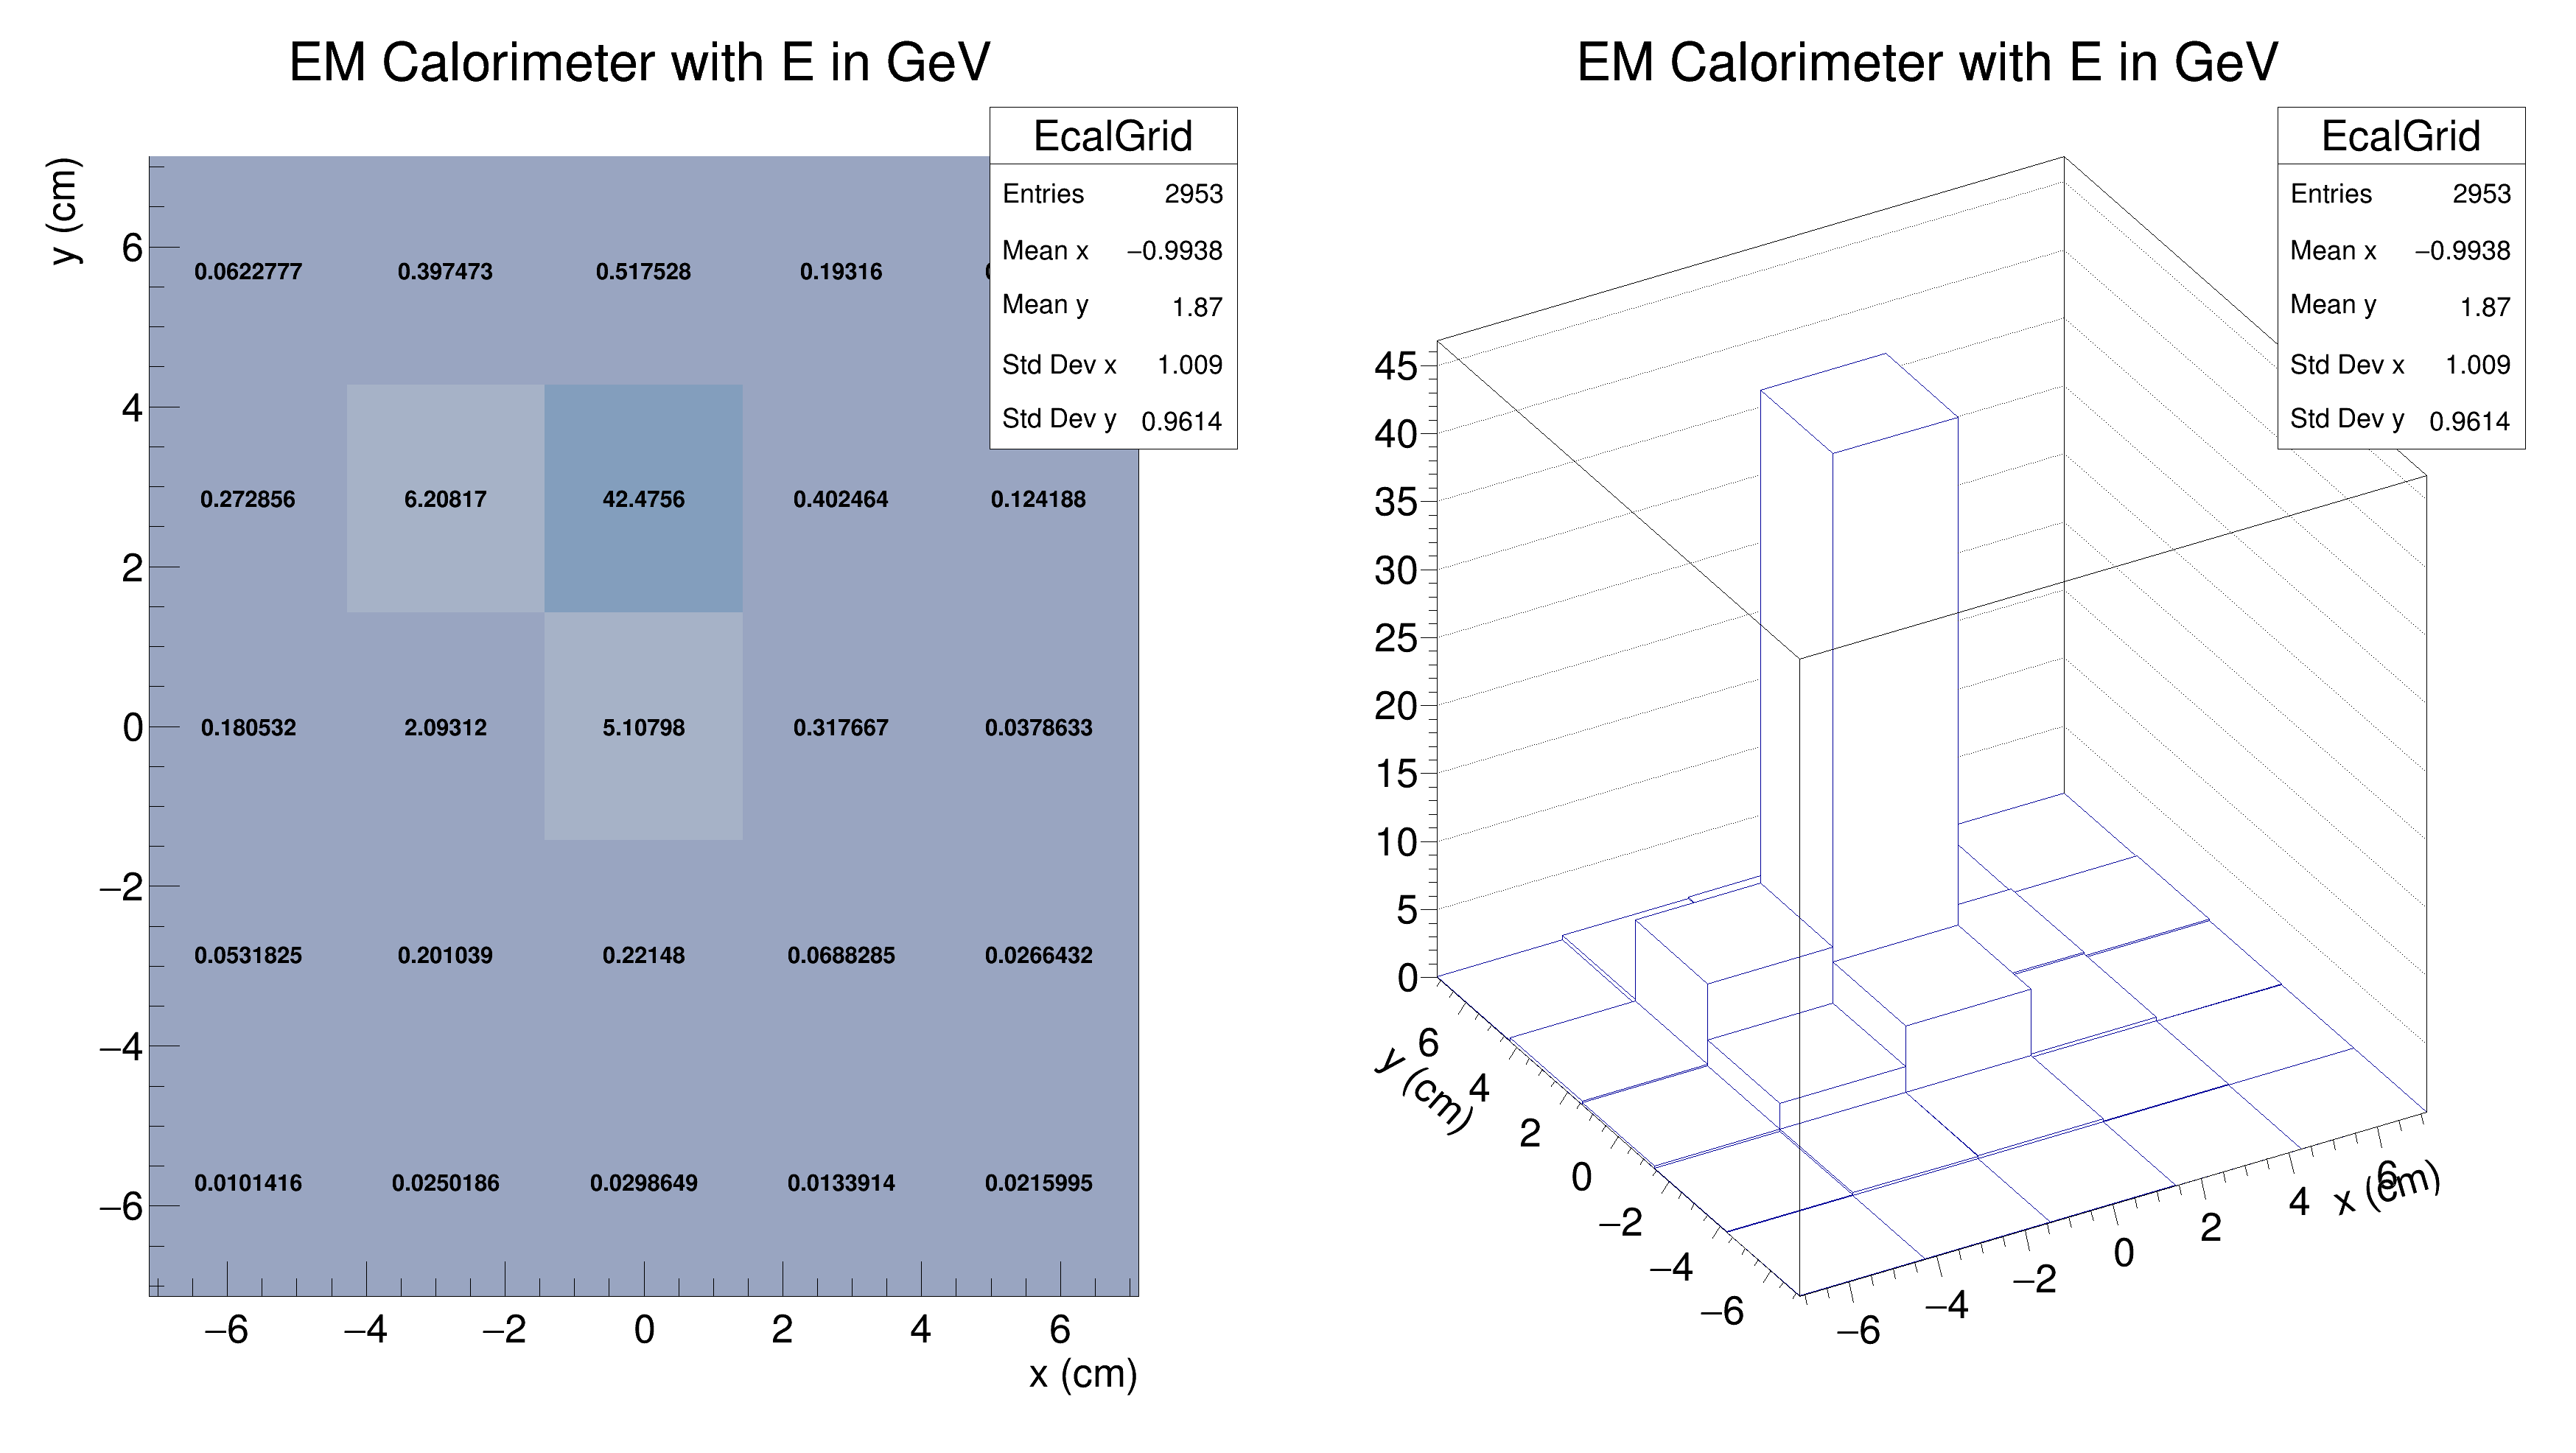 EM Calorimeter with E in GeV
EcalGrid
Entries 2953
Mean x −0.9938
Mean y 1.87
Std Dev x 1.009
Std Dev y 0.9614
y (cm)
6
4
2
0
−2
−4
−6
0.0622777 0.397473 0.517528 0.19316
0.272856 6.20817 42.4756 0.402464 0.124188
0.180532 2.09312 5.10798 0.317667 0.0378633
0.0531825 0.201039 0.22148 0.0688285 0.0266432
0.0101416 0.0250186 0.0298649 0.0133914 0.0215995
−6 −4 −2 0 2 4 6
x (cm)
EM Calorimeter with E in GeV
EcalGrid
Entries 2953
Mean x −0.9938
Mean y 1.87
Std Dev x 1.009
Std Dev y 0.9614
45
40
35
30
25
20
15
10
5
0
y (cm)
6
4
2
0
−2
−4
−6
−6
−4
−2
0
2
4
6
x (cm)